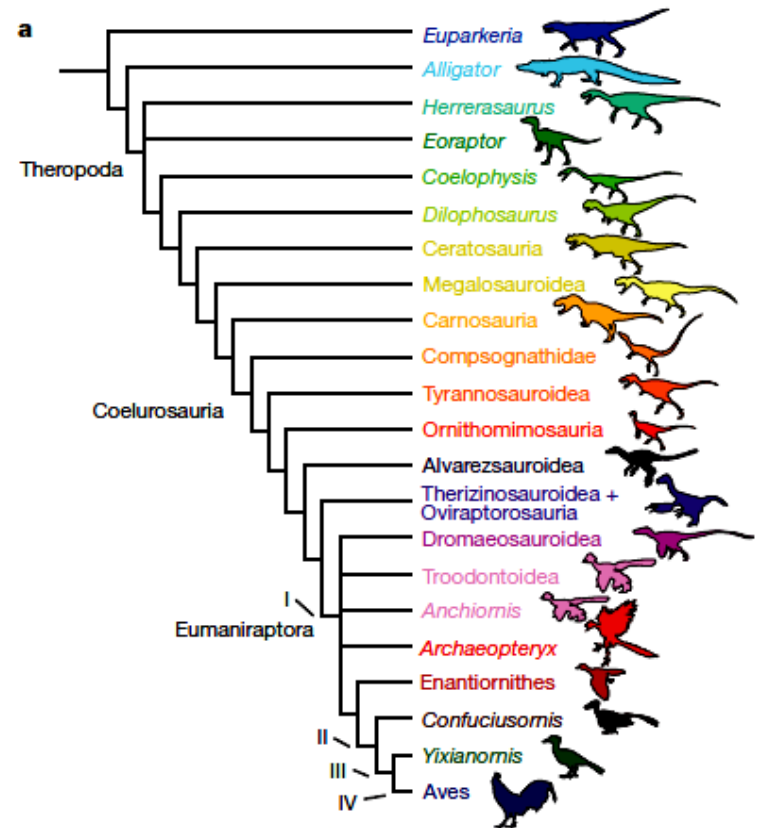 a
Euparkeria
Alligator
Herrerasaurus
Eoraptor
Theropoda
Coelophysis
Dilophosaurus
Ceratosauria
Megalosauroidea
Carnosauria
Compsognathidae
Tyrannosauroidea
Coelurosauria
Ornithomimosauria
Alvarezsauroidea
Therizinosauroidea +
Oviraptorosauria
Dromaeosauroidea
Troodontoidea
I
Anchiornis
Eumaniraptora
Archaeopteryx
Enantiornithes
Confuciusornis
II
Yixianornis
III
Aves
IV